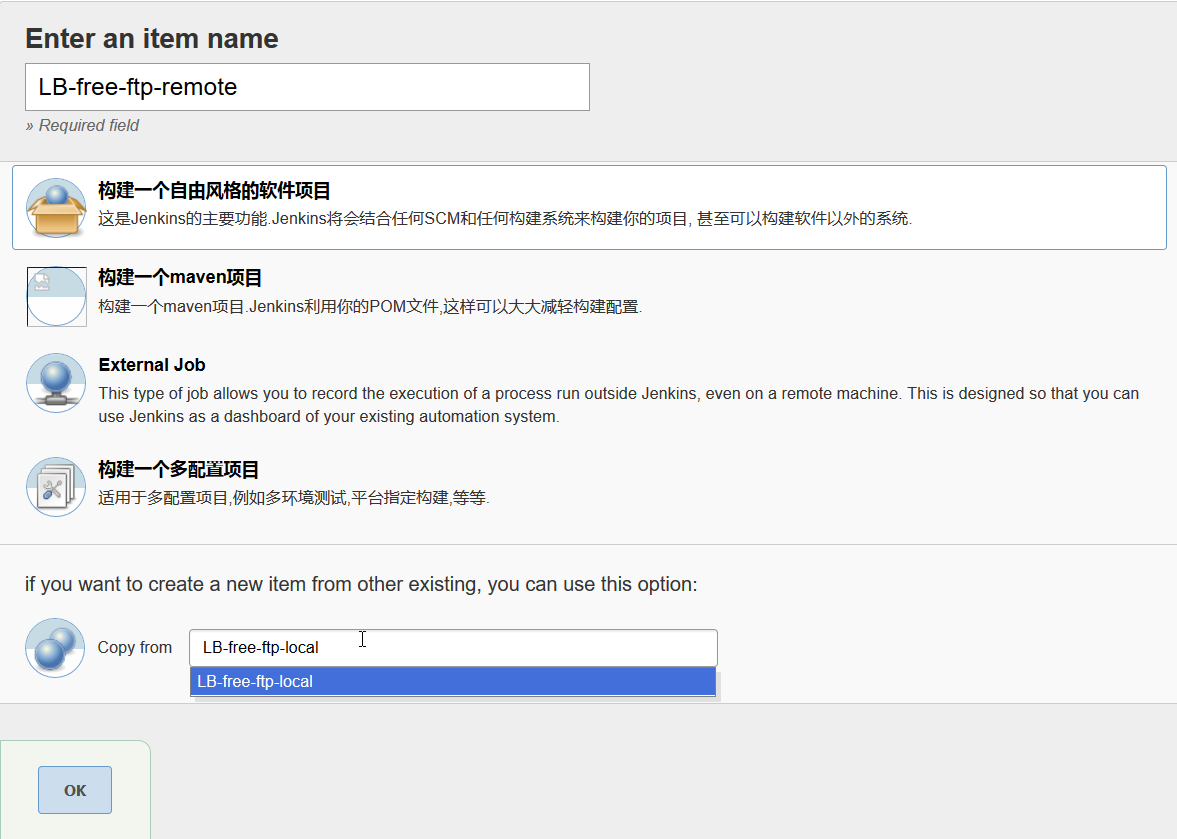 Enter an item name
LB-free-ftp-remote
» Required field
构建一个自由风格的软件项目
这是Jenkins的主要功能.Jenkins将会结合任何SCM和任何构建系统来构建你的项目, 甚至可以构建软件以外的系统.
构建一个maven项目
构建一个maven项目.Jenkins利用你的POM文件,这样可以大大减轻构建配置.
External Job
This type of job allows you to record the execution of a process run outside Jenkins, even on a remote machine. This is designed so that you can
use Jenkins as a dashboard of your existing automation system.
构建一个多配置项目
适用于多配置项目,例如多环境测试,平台指定构建,等等.
if you want to create a new item from other existing, you can use this option:
Copy from
LB-free-ftp-local
LB-free-ftp-local
OK